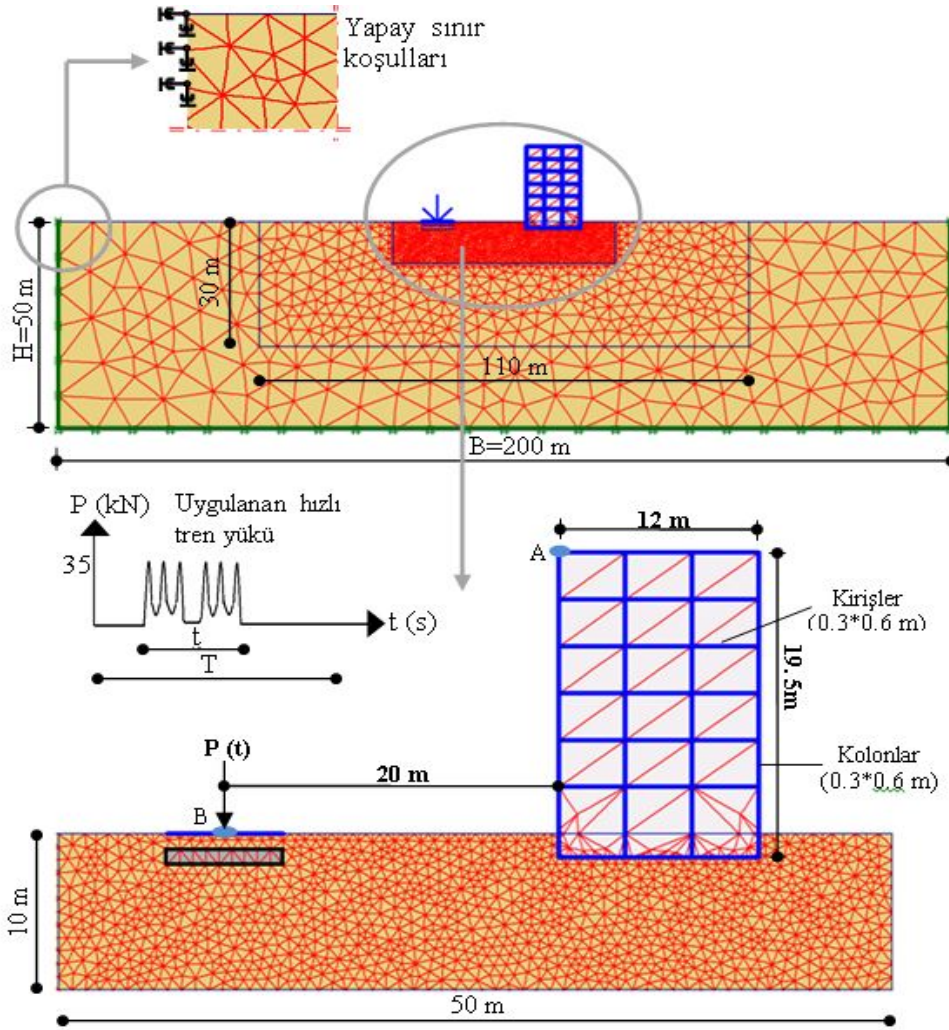 Yapay sınır
koşulları
H=50 m
30 m
110 m
B=200 m
P (kN)
Uygulanan hızlı
tren yükü
35
t (s)
t
T
12 m
A
Kirişler
(0.3*0.6 m)
19.5m
Kolonlar
(0.3*0.6 m)
P (t)
20 m
B
10 m
50 m